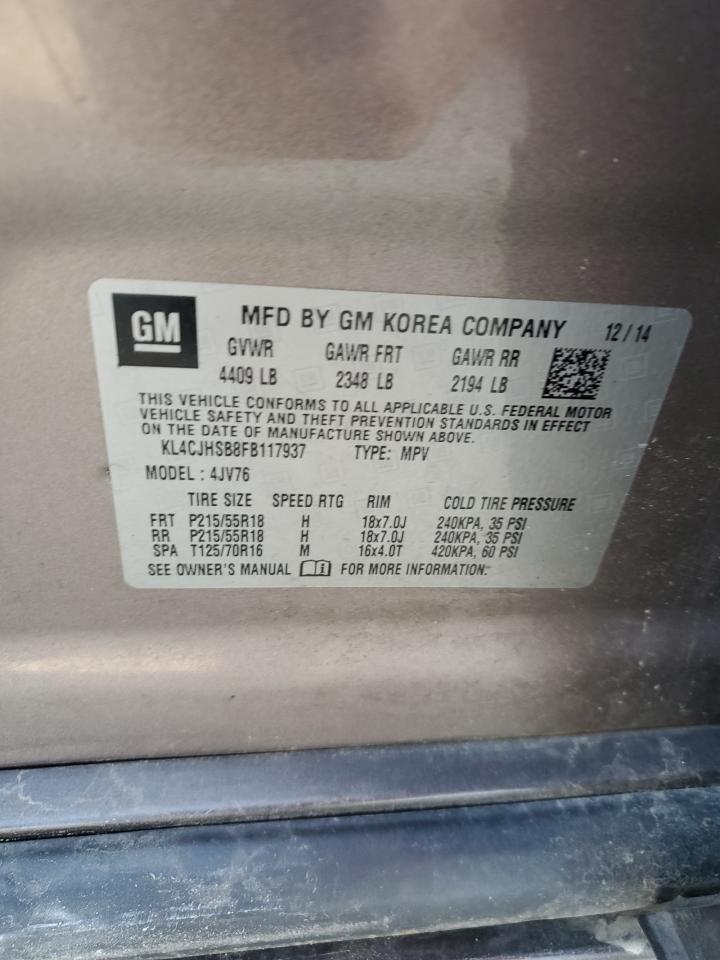 GM MFD BY GM KOREA COMPANY 12/14
GVWR GAWR FRT GAWR RR
4409 LB 2348 LB 2194 LB
THIS VEHICLE CONFORMS TO ALL APPLICABLE U.S. FEDERAL MOTOR
VEHICLE SAFETY AND THEFT PREVENTION STANDARDS IN EFFECT
ON THE DATE OF MANUFACTURE SHOWN ABOVE.
KL4CJHSB8FB117937 TYPE: MPV
MODEL: 4JV76
TIRE SIZE SPEED RTG RIM COLD TIRE PRESSURE
FRT P215/55R18 H 18x7.0J 240KPA, 35 PSI
RR P215/55R18 H 18x7.0J 240KPA, 35 PSI
SPA T125/70R16 M 16x4.0T 420KPA, 60 PSI
SEE OWNER'S MANUAL FOR MORE INFORMATION.